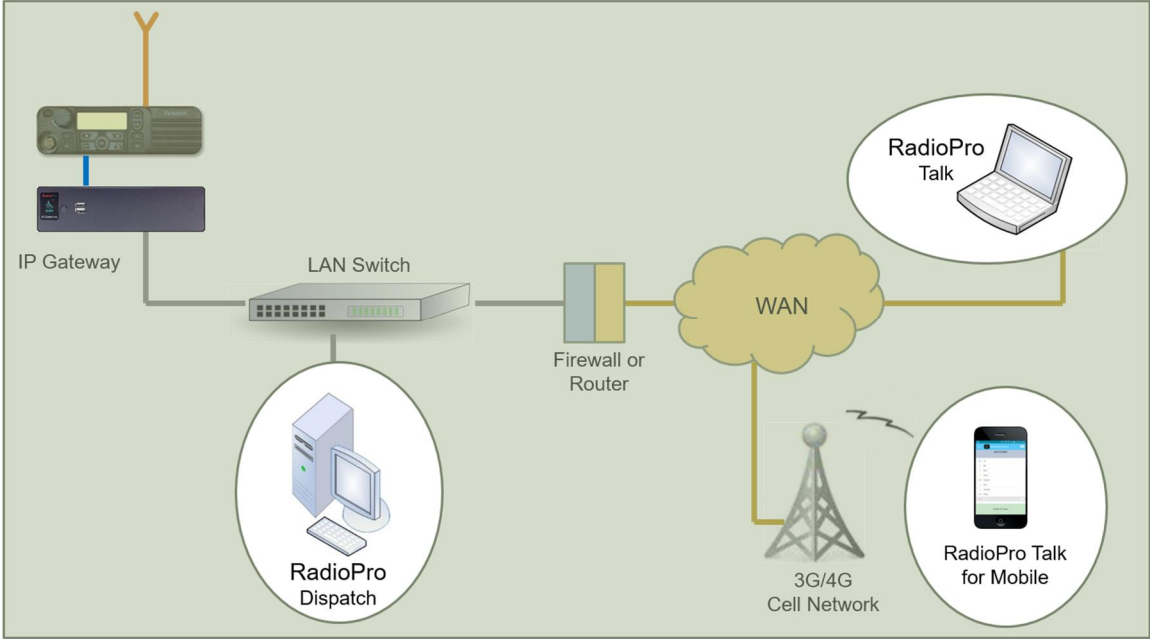 RadioPro
Talk
IP Gateway
LAN Switch
WAN
Firewall or
Router
RadioPro
Dispatch
3G/4G
Cell Network
RadioPro Talk
for Mobile